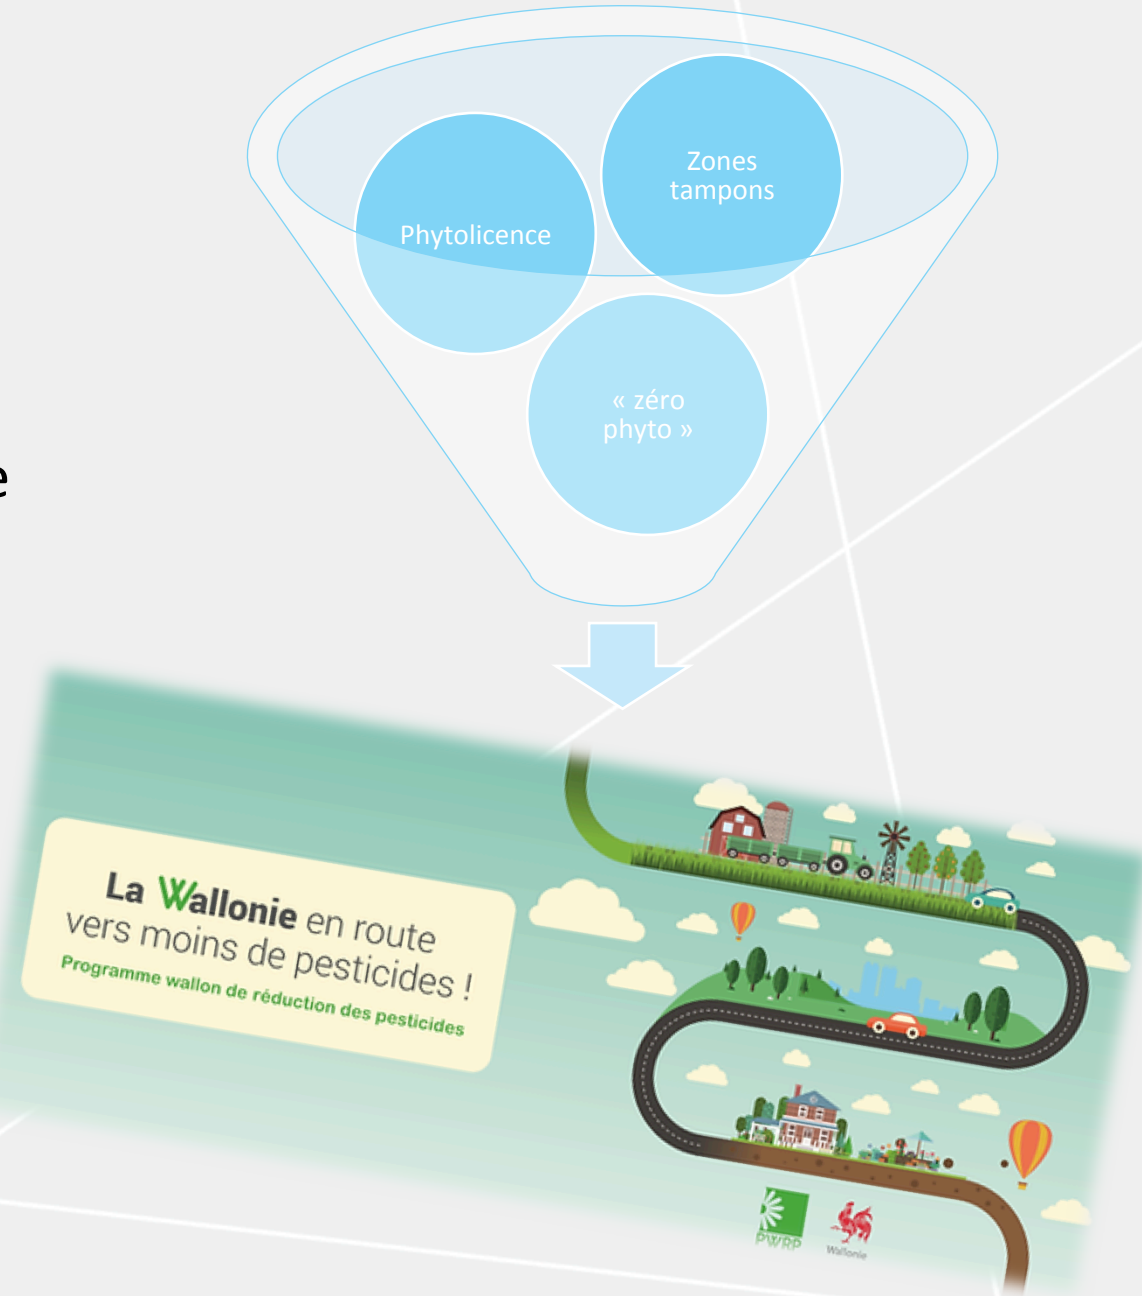 Zones
tampons
Phytolicence
« zéro
phyto »
e
La Wallonie en route
vers moins de pesticides !
Programme wallon de réduction des pesticides
PWRP
Wallonie